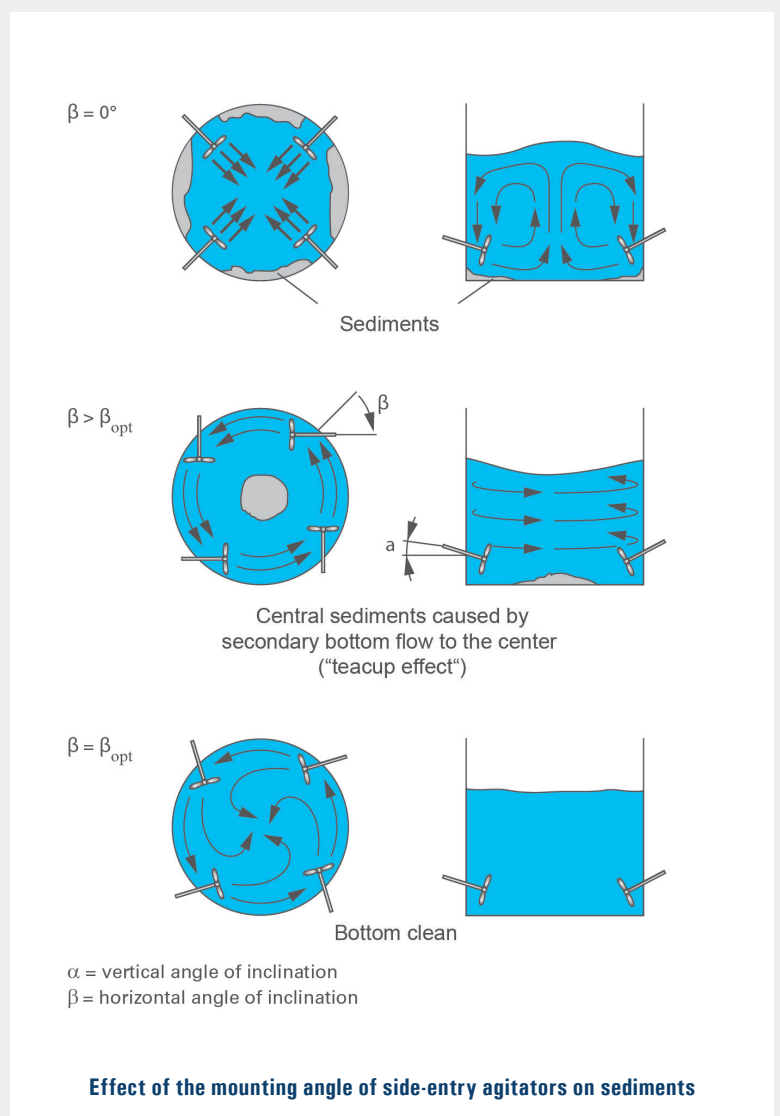 β = 0°
Sediments
β > βopt
β
a
Central sediments caused by
secondary bottom flow to the center
(“teacup effect“)
β = βopt
Bottom clean
α = vertical angle of inclination
β = horizontal angle of inclination
Effect of the mounting angle of side-entry agitators on sediments